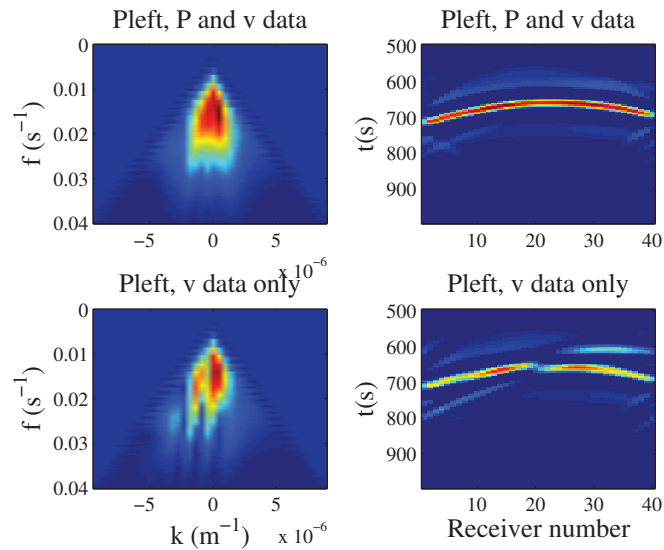 Pleft, P and v data
0
0.01
0.02
0.03
0.04
f (s⁻¹)
−5 0 5
x 10⁻⁶
Pleft, P and v data
500
600
700
800
900
t(s)
10 20 30 40
Pleft, v data only
0
0.01
0.02
0.03
0.04
f (s⁻¹)
−5 0 5
k (m⁻¹) x 10⁻⁶
Pleft, v data only
500
600
700
800
900
t(s)
10 20 30 40
Receiver number